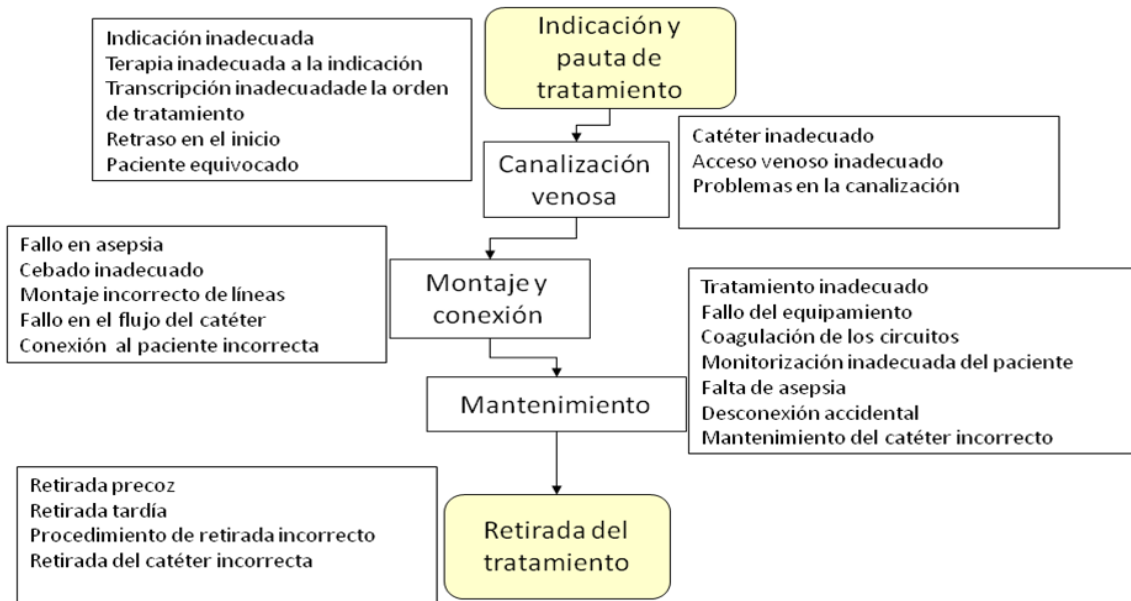 Indicación inadecuada
Terapia inadecuada a la indicación
Transcripción inadecuadade la orden
de tratamiento
Retraso en el inicio
Paciente equivocado
Indicación y
pauta de
tratamiento
Catéter inadecuado
Acceso venoso inadecuado
Problemas en la canalización
Canalización
venosa
Fallo en asepsia
Cebado inadecuado
Montaje incorrecto de líneas
Fallo en el flujo del catéter
Conexión al paciente incorrecta
Montaje y
conexión
Tratamiento inadecuado
Fallo del equipamiento
Coagulación de los circuitos
Monitorización inadecuada del paciente
Falta de asepsia
Desconexión accidental
Mantenimiento del catéter incorrecto
Mantenimiento
Retirada precoz
Retirada tardía
Procedimiento de retirada incorrecto
Retirada del catéter incorrecta
Retirada del
tratamiento